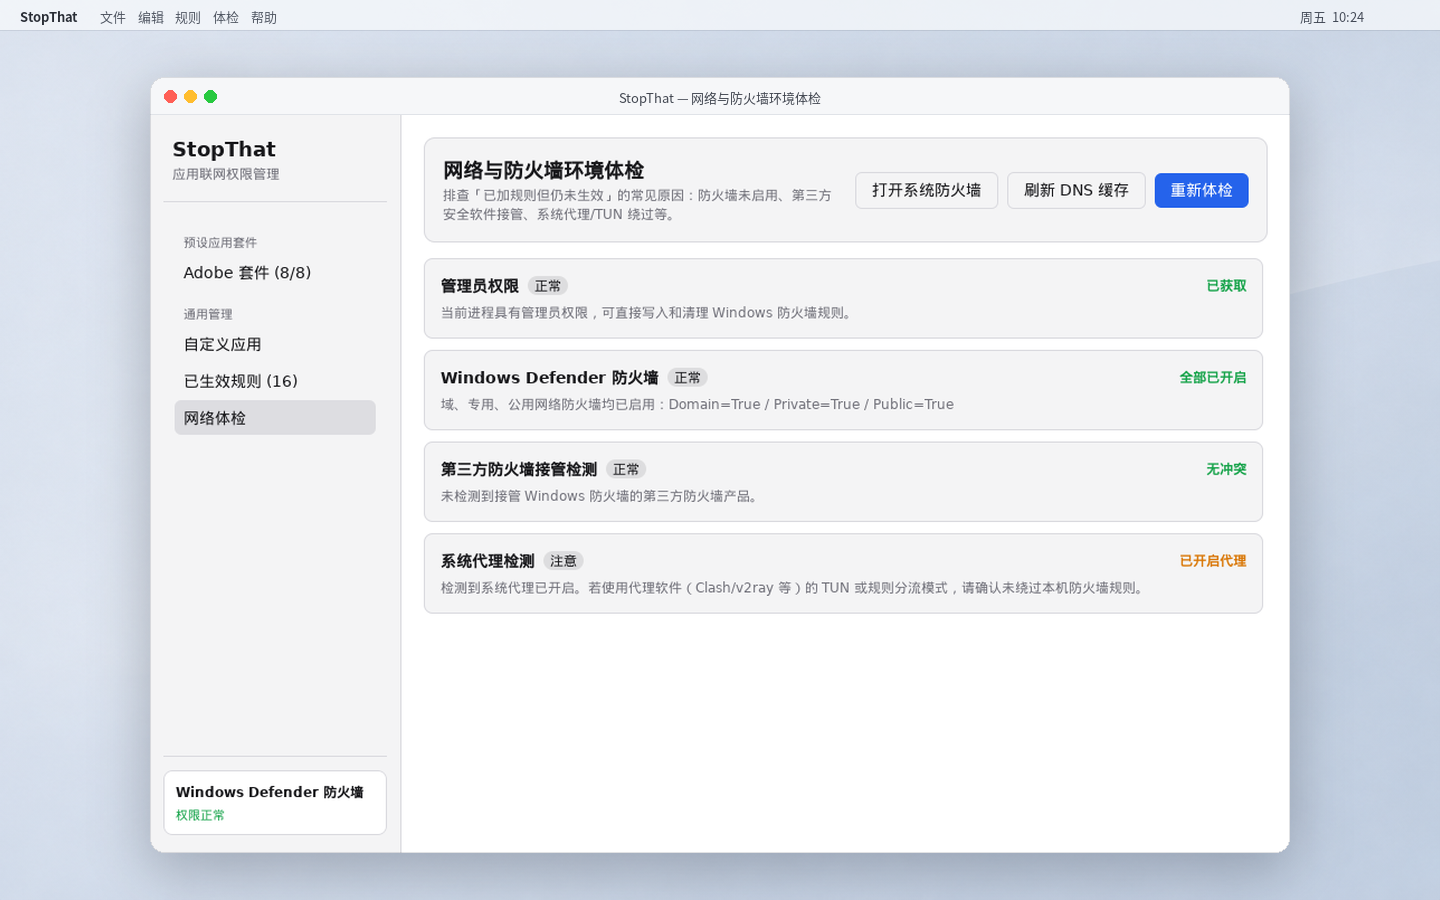 StopThat 文件 编辑 规则 体检 帮助 周五 10:24
StopThat — 网络与防火墙环境体检
StopThat
应用联网权限管理
预设应用套件
Adobe 套件 (8/8)
通用管理
自定义应用
已生效规则 (16)
网络体检
Windows Defender 防火墙
权限正常
网络与防火墙环境体检
排查「已加规则但仍未生效」的常见原因：防火墙未启用、第三方
安全软件接管、系统代理/TUN 绕过等。
打开系统防火墙 刷新 DNS 缓存 重新体检
管理员权限 正常 已获取
当前进程具有管理员权限，可直接写入和清理 Windows 防火墙规则。
Windows Defender 防火墙 正常 全部已开启
域、专用、公用网络防火墙均已启用：Domain=True / Private=True / Public=True
第三方防火墙接管检测 正常 无冲突
未检测到接管 Windows 防火墙的第三方防火墙产品。
系统代理检测 注意 已开启代理
检测到系统代理已开启。若使用代理软件（Clash/v2ray 等）的 TUN 或规则分流模式，请确认未绕过本机防火墙规则。